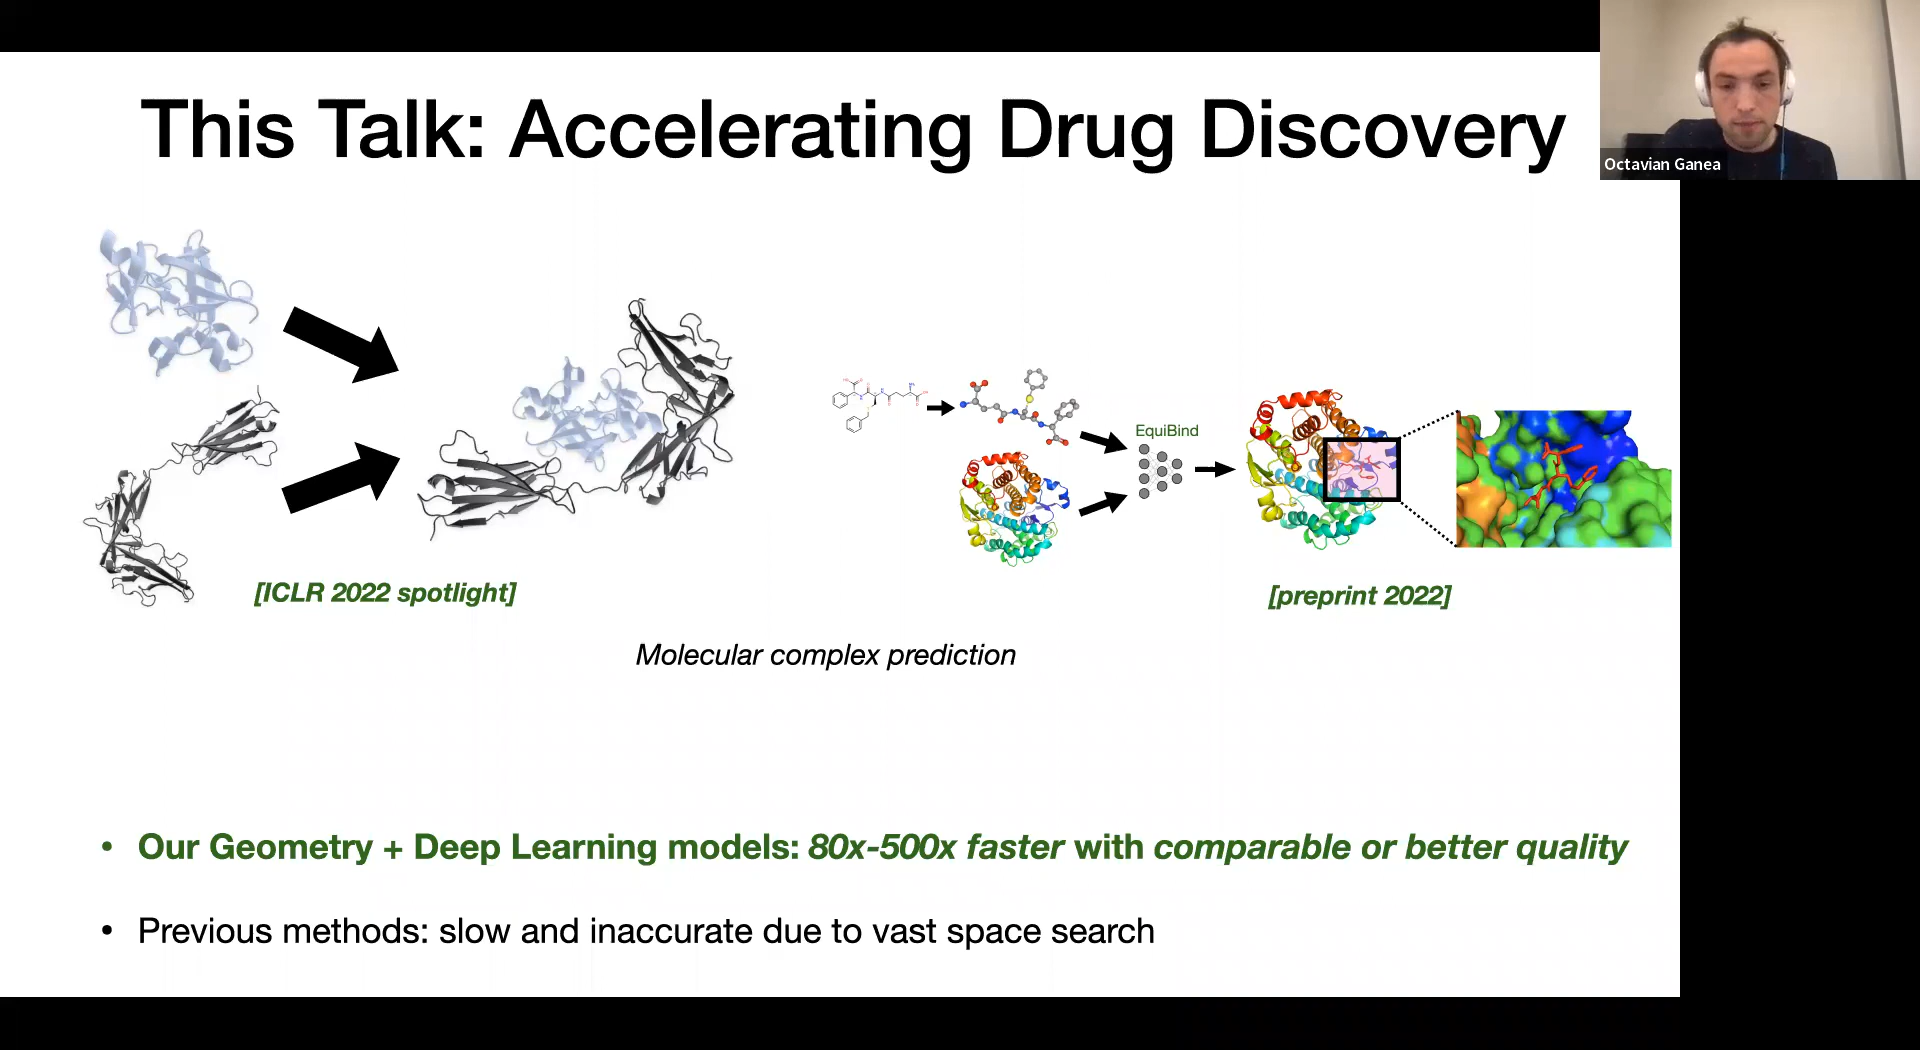 This Talk: Accelerating Drug Discovery
Octavian Ganea
EquiBind
[ICLR 2022 spotlight]
[preprint 2022]
Molecular complex prediction
• Our Geometry + Deep Learning models: 80x-500x faster with comparable or better quality
• Previous methods: slow and inaccurate due to vast space search